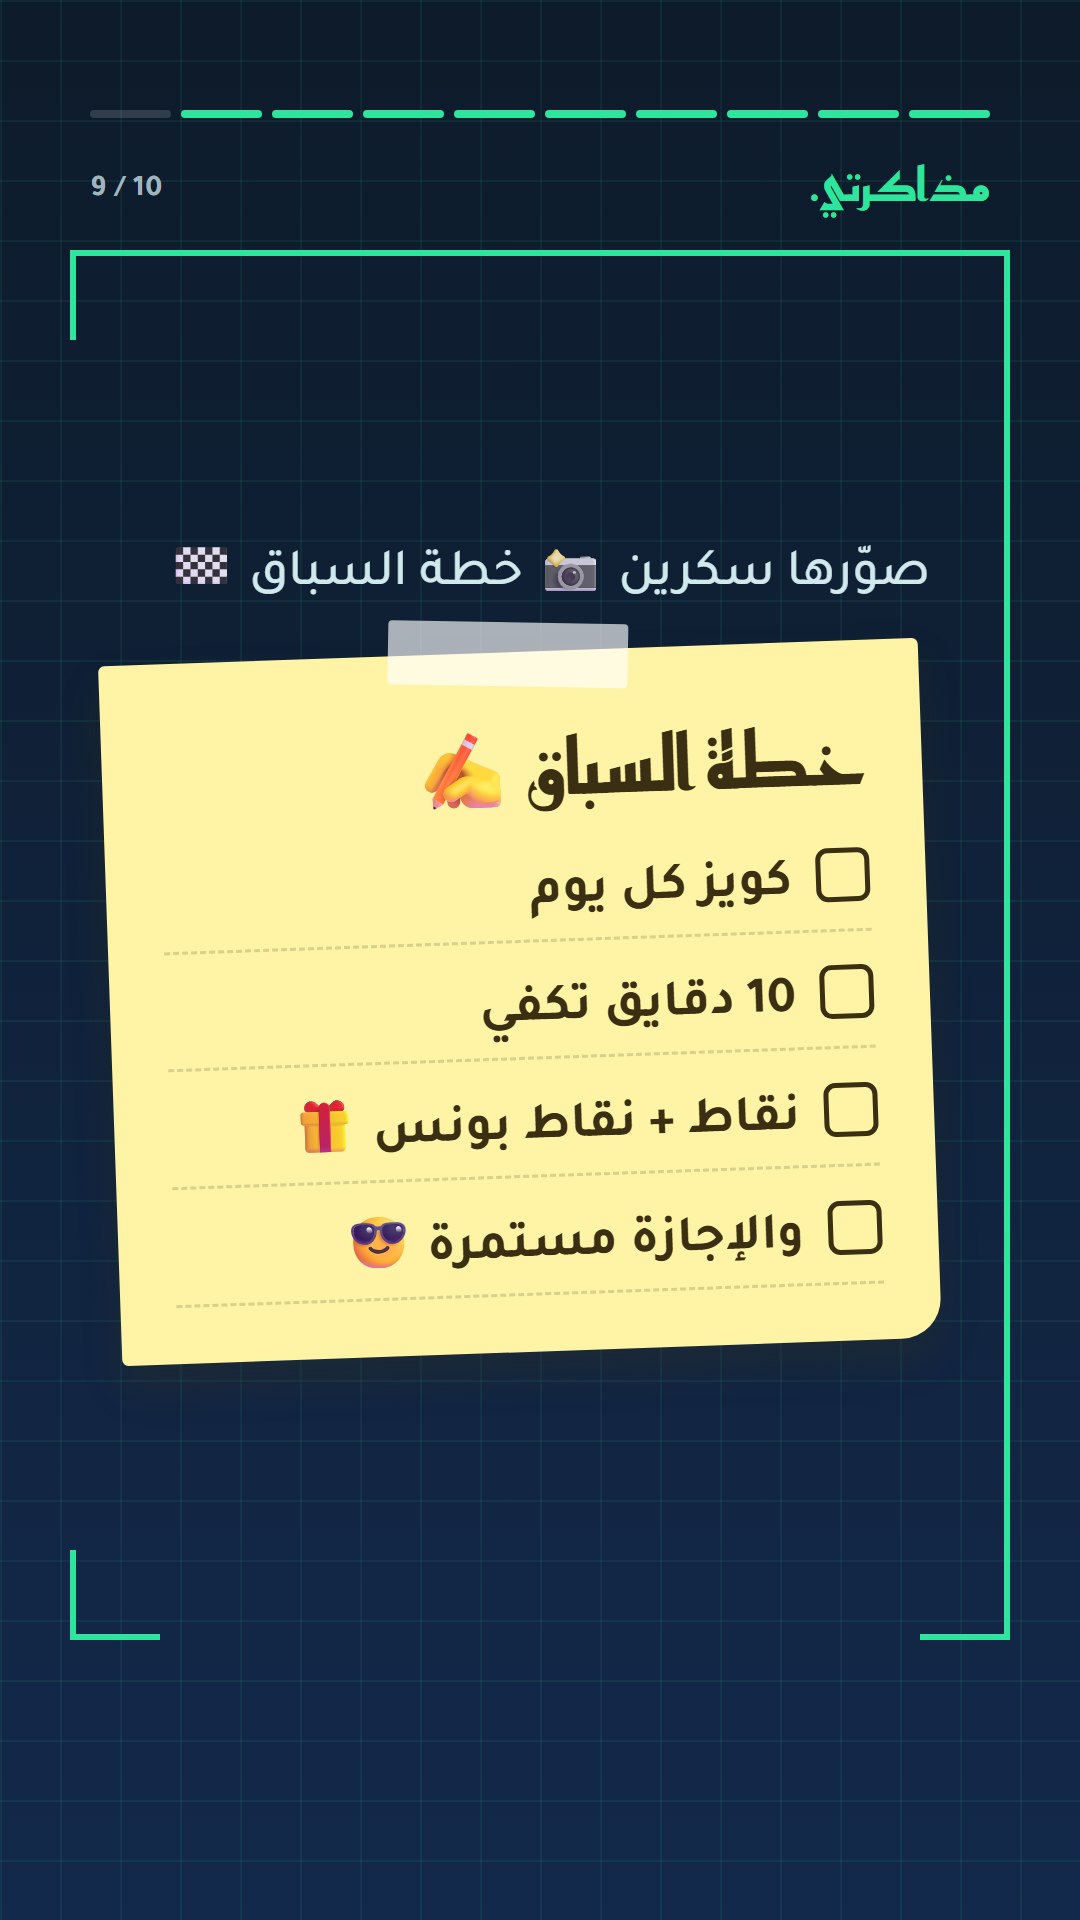 مذاكرتي.
9 / 10
صوّرها سكرين 📸 خطة السباق 🏁
خطة السباق ✍️
كويز كل يوم
10 دقايق تكفي
نقاط + نقاط بونس 🎁
والإجازة مستمرة 😎